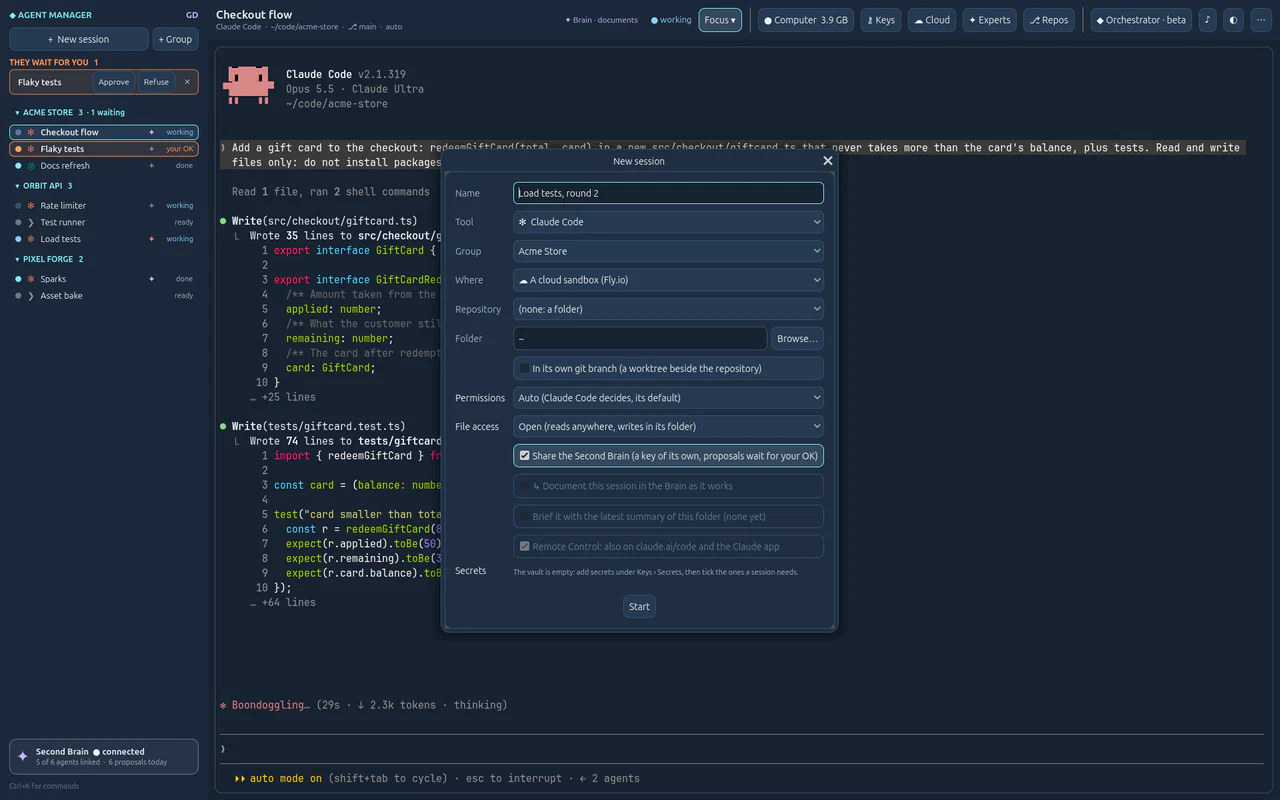 ◆ AGENT MANAGER GD
+ New session + Group
THEY WAIT FOR YOU 1
Flaky tests Approve Refuse ×
▾ ACME STORE 3 · 1 waiting
Checkout flow working
Flaky tests your OK
Docs refresh done
▾ ORBIT API 3
Rate limiter working
Test runner ready
Load tests working
▾ PIXEL FORGE 2
Sparks done
Asset bake ready
Second Brain ● connected
5 of 6 agents linked · 6 proposals today
Ctrl+K for commands
Checkout flow
Claude Code · ~/code/acme-store · ⎇ main · auto
✦ Brain · documents ● working Focus ▾ ● Computer 3.9 GB Keys ☁ Cloud ✦ Experts ⎇ Repos ◆ Orchestrator · beta ♪ ◐ ⋯
Claude Code v2.1.319
Opus 5.5 · Claude Ultra
~/code/acme-store
❯ Add a gift card to the checkout: redeemGiftCard(total, card) in a new src/checkout/giftcard.ts that never takes more than the card's balance, plus tests. Read and write
files only: do not install packages
Read 1 file, ran 2 shell commands
● Write(src/checkout/giftcard.ts)
└ Wrote 35 lines to src/checkout/g
1 export interface GiftCard {
2
3 export interface GiftCardRed
4 /** Amount taken from the
5 applied: number;
6 /** What the customer stil
7 remaining: number;
8 /** The card after redempt
9 card: GiftCard;
10 }
… +25 lines
● Write(tests/giftcard.test.ts)
└ Wrote 74 lines to tests/giftcard
1 import { redeemGiftCard } fr
2
3 const card = (balance: numbe
4
5 test("card smaller than tota
6 const r = redeemGiftCard(8
7 expect(r.applied).toBe(50)
8 expect(r.remaining).toBe(3
9 expect(r.card.balance).toB
10 });
… +64 lines
✻ Boondoggling… (29s · ↓ 2.3k tokens · thinking)
❯
⏵⏵ auto mode on (shift+tab to cycle) · esc to interrupt · ← 2 agents
New session ×
Name Load tests, round 2
Tool ✻ Claude Code
Group Acme Store
Where ☁ A cloud sandbox (Fly.io)
Repository (none: a folder)
Folder ~ Browse…
In its own git branch (a worktree beside the repository)
Permissions Auto (Claude Code decides, its default)
File access Open (reads anywhere, writes in its folder)
Share the Second Brain (a key of its own, proposals wait for your OK)
↳ Document this session in the Brain as it works
Brief it with the latest summary of this folder (none yet)
Remote Control: also on claude.ai/code and the Claude app
Secrets The vault is empty: add secrets under Keys › Secrets, then tick the ones a session needs.
Start